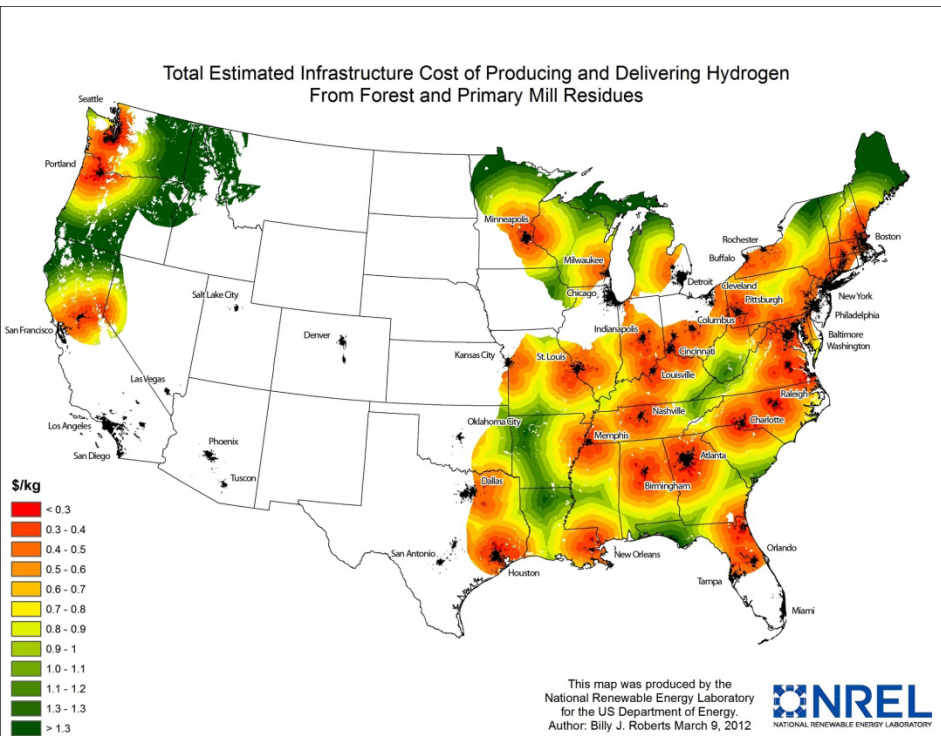 Total Estimated Infrastructure Cost of Producing and Delivering Hydrogen
From Forest and Primary Mill Residues
Seattle
Portland
Minneapolis
Milwaukee
Rochester
Buffalo
Boston
Detroit
Cleveland
Chicago
Pittsburgh
New York
Salt Lake City
Philadelphia
Columbus
San Francisco
Indianapolis
Baltimore
Denver
Washington
Kansas City
St. Louis
Cincinnati
Louisville
Las Vegas
Raleigh
Nashville
Oklahoma City
Charlotte
Los Angeles
Memphis
Phoenix
Atlanta
San Diego
Tuscon
Dallas
Birmingham
San Antonio
New Orleans
Orlando
Houston
Tampa
Miami
$/kg
< 0.3
0.3 - 0.4
0.4 - 0.5
0.5 - 0.6
0.6 - 0.7
0.7 - 0.8
0.8 - 0.9
0.9 - 1
1.0 - 1.1
1.1 - 1.2
1.3 - 1.3
> 1.3
This map was produced by the
National Renewable Energy Laboratory
for the US Department of Energy.
Author: Billy J. Roberts March 9, 2012
NREL
NATIONAL RENEWABLE ENERGY LABORATORY